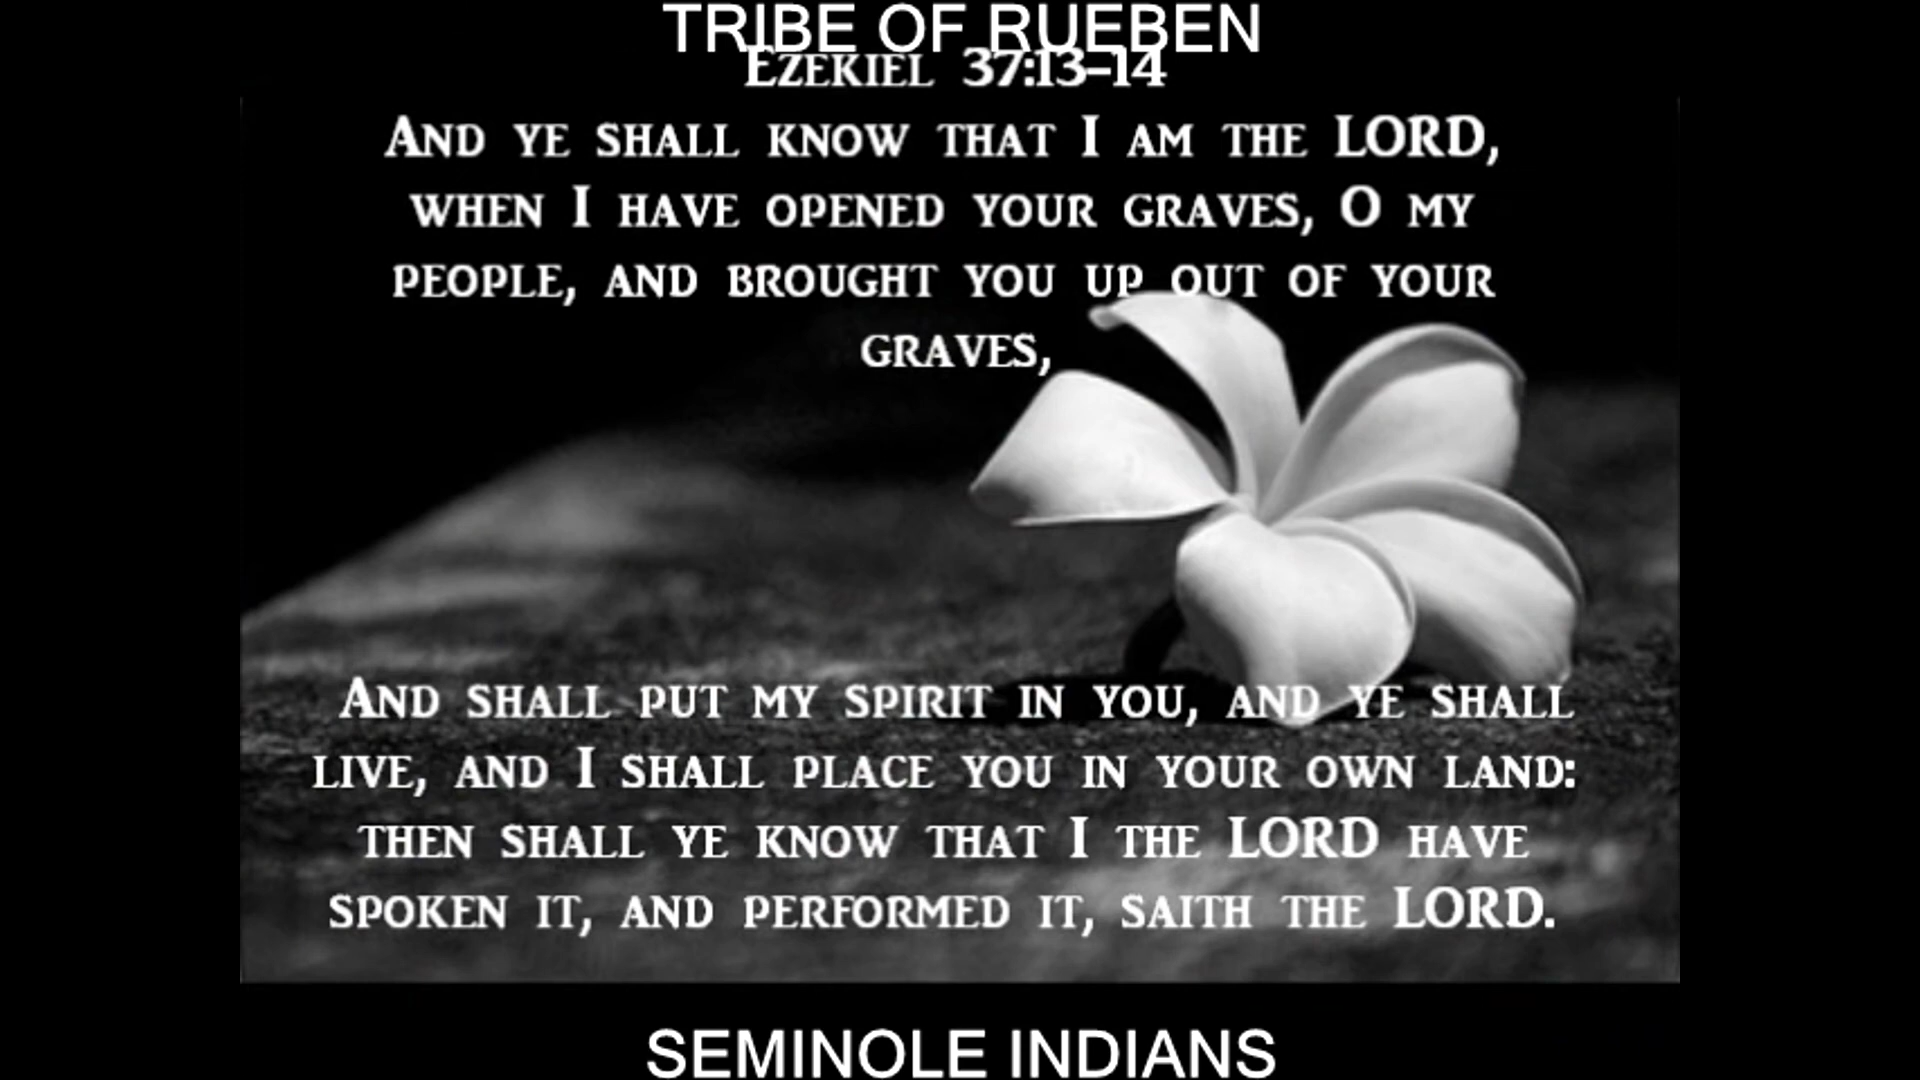 TRIBE OF RUEBEN
EZEKIEL 37:13–14
AND YE SHALL KNOW THAT I AM THE LORD,
WHEN I HAVE OPENED YOUR GRAVES, O MY
PEOPLE, AND BROUGHT YOU UP OUT OF YOUR
GRAVES,
AND SHALL PUT MY SPIRIT IN YOU, AND YE SHALL
LIVE, AND I SHALL PLACE YOU IN YOUR OWN LAND:
THEN SHALL YE KNOW THAT I THE LORD HAVE
SPOKEN IT, AND PERFORMED IT, SAITH THE LORD.
SEMINOLE INDIANS